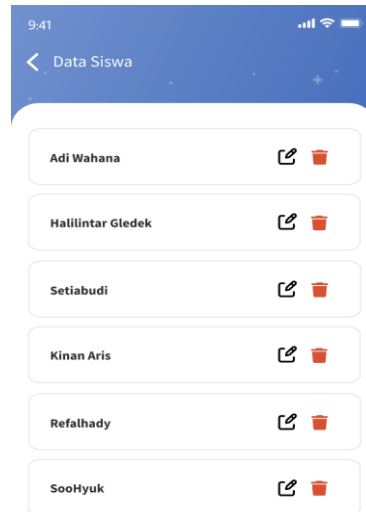 9:41
Data Siswa
Adi Wahana
Halilintar Gledek
Setiabudi
Kinan Aris
Refalhady
SooHyuk